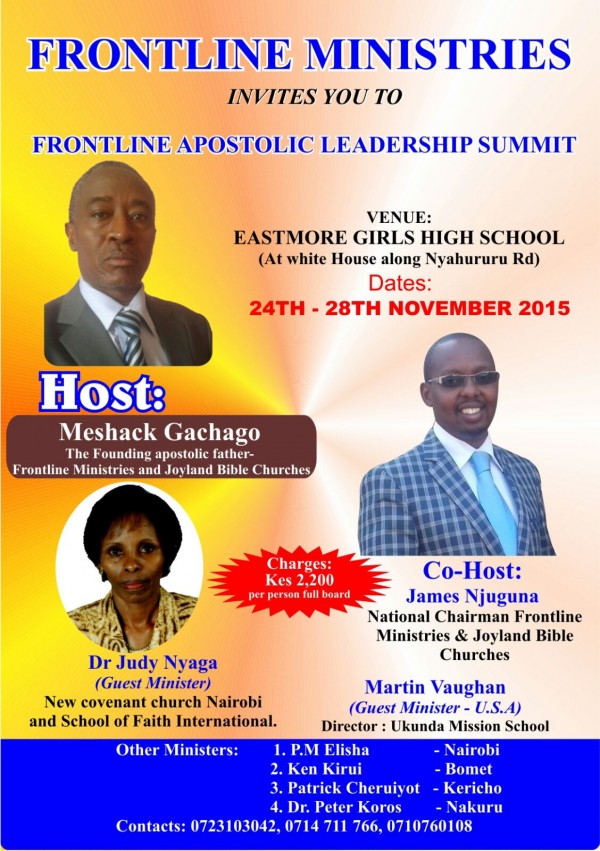 FRONTLINE MINISTRIES
INVITES YOU TO
FRONTLINE APOSTOLIC LEADERSHIP SUMMIT
VENUE:
EASTMORE GIRLS HIGH SCHOOL
(At white House along Nyahururu Rd)
Dates:
24TH - 28TH NOVEMBER 2015
Host:
Meshack Gachago
The Founding apostolic father-
Frontline Ministries and Joyland Bible Churches
Charges:
Kes 2,200
per person full board
Co-Host:
James Njuguna
National Chairman Frontline
Ministries & Joyland Bible
Churches
Dr Judy Nyaga
(Guest Minister)
New covenant church Nairobi
and School of Faith International.
Martin Vaughan
(Guest Minister - U.S.A)
Director : Ukunda Mission School
Other Ministers: 1. P.M Elisha - Nairobi
2. Ken Kirui - Bomet
3. Patrick Cheruiyot - Kericho
4. Dr. Peter Koros - Nakuru
Contacts: 0723103042, 0714 711 766, 0710760108